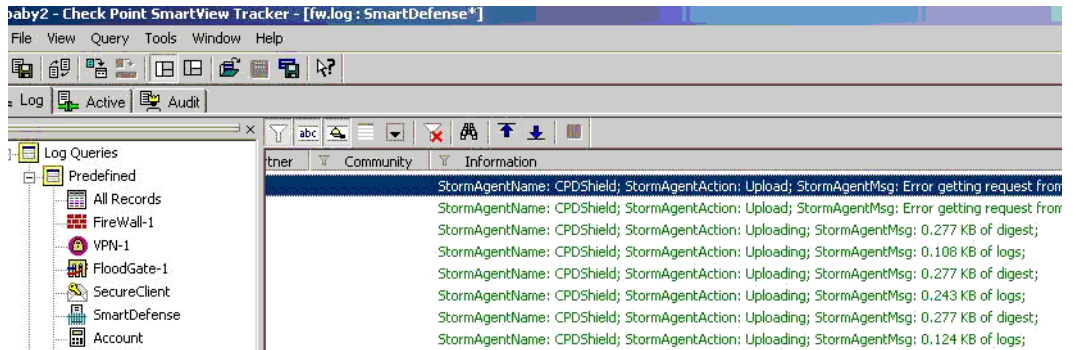 baby2 - Check Point SmartView Tracker - [fw.log : SmartDefense*]
File View Query Tools Window Help
Log Active Audit
abc
Log Queries
Predefined
All Records
FireWall-1
VPN-1
FloodGate-1
SecureClient
SmartDefense
Account
rtner Community Information
StormAgentName: CPDShield; StormAgentAction: Upload; StormAgentMsg: Error getting request from
StormAgentName: CPDShield; StormAgentAction: Upload; StormAgentMsg: Error getting request from
StormAgentName: CPDShield; StormAgentAction: Uploading; StormAgentMsg: 0.277 KB of digest;
StormAgentName: CPDShield; StormAgentAction: Uploading; StormAgentMsg: 0.108 KB of logs;
StormAgentName: CPDShield; StormAgentAction: Uploading; StormAgentMsg: 0.277 KB of digest;
StormAgentName: CPDShield; StormAgentAction: Uploading; StormAgentMsg: 0.243 KB of logs;
StormAgentName: CPDShield; StormAgentAction: Uploading; StormAgentMsg: 0.277 KB of digest;
StormAgentName: CPDShield; StormAgentAction: Uploading; StormAgentMsg: 0.124 KB of logs;